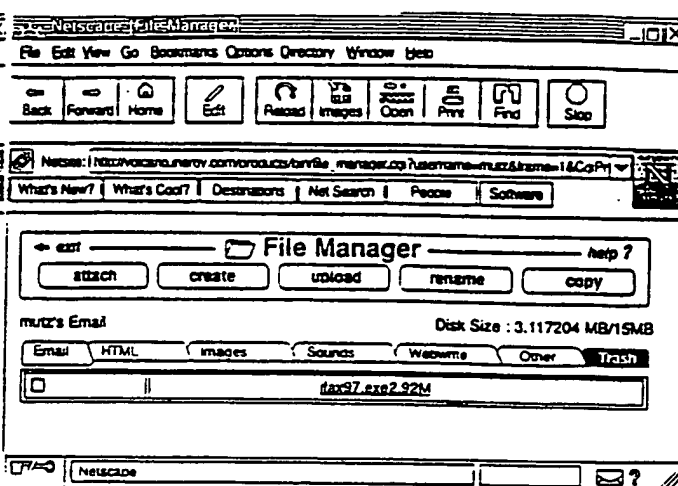 Netscape-[File Manager]
File Edit View Go Bookmarks Options Directory Window Help
Back Forward Home Edit Reload Images Open Print Find Stop
What's New? What's Cool? Destinations Net Search People Software
exit File Manager help ?
attach create upload rename copy
mutz's Email Disk Size : 3.117204 MB/15MB
Email HTML Images Sounds Webwrite Other Trash
2.92M
Netscape ?